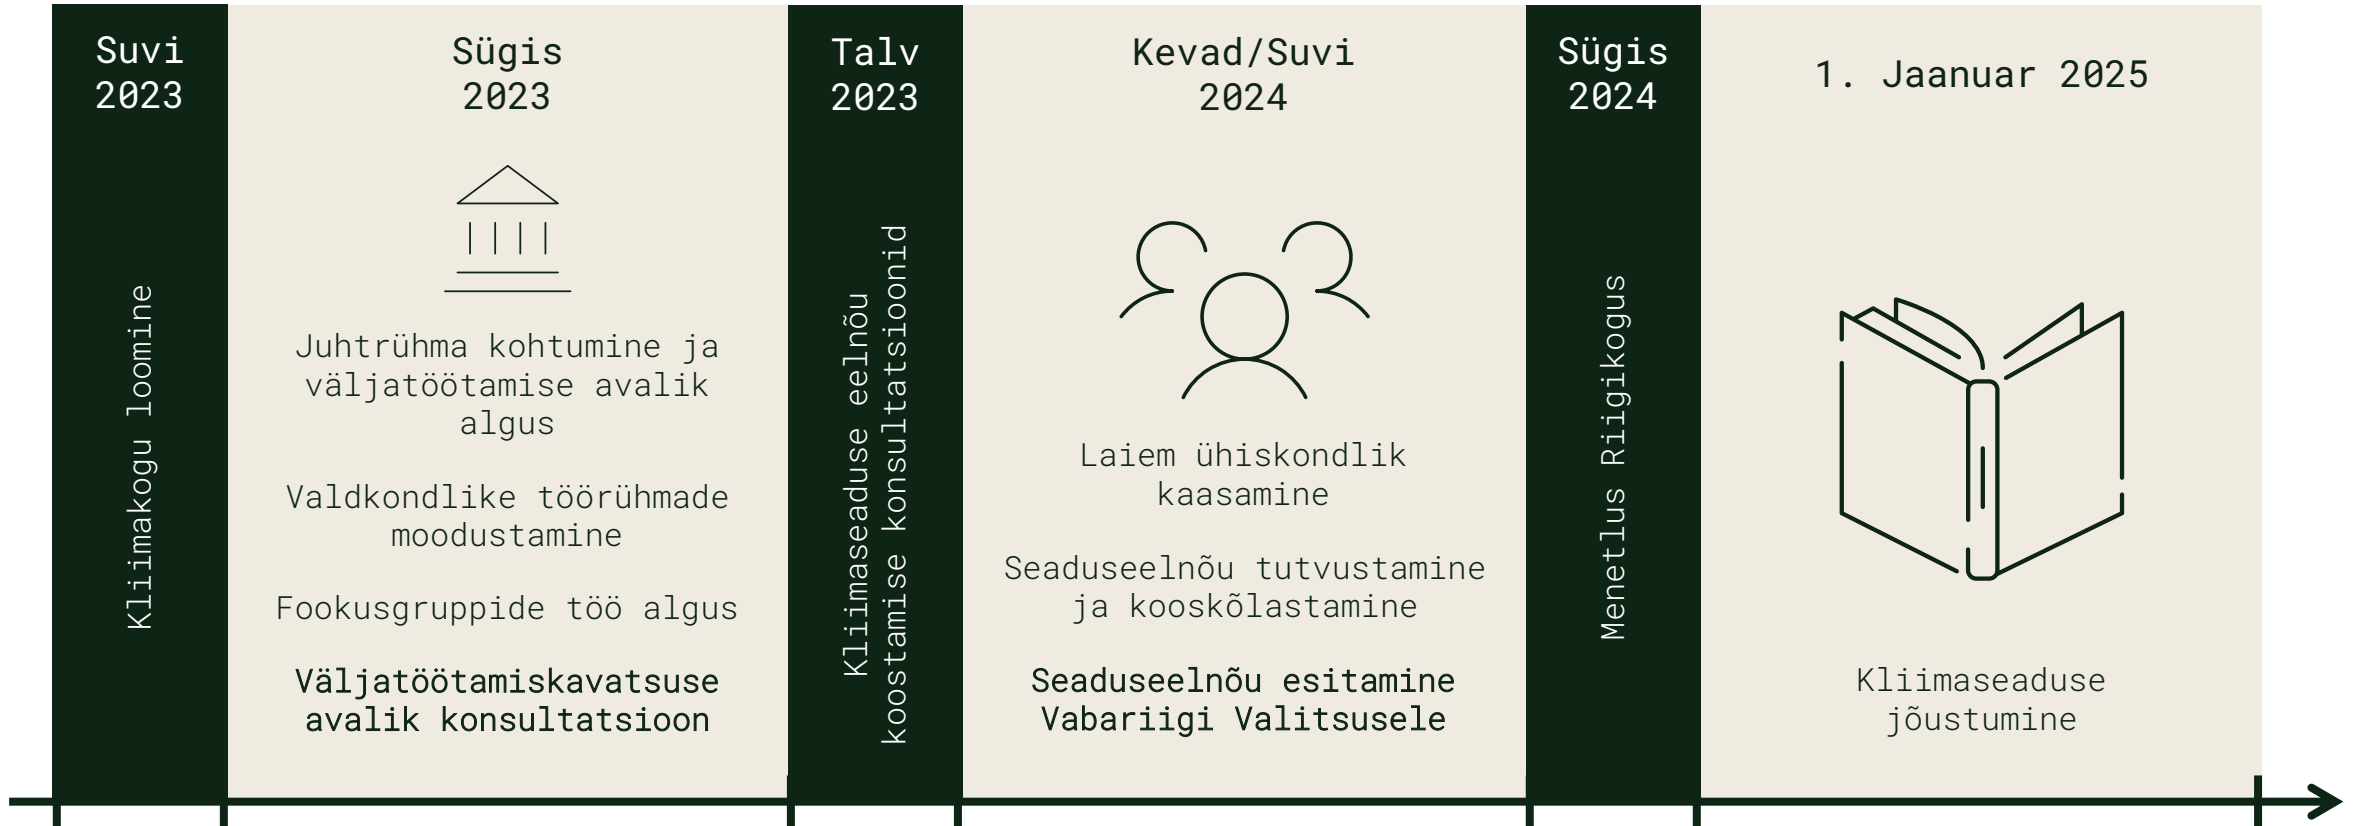 Suvi
2023
Kliimakogu loomine
Sügis
2023
Juhtrühma kohtumine ja
väljatöötamise avalik
algus
Valdkondlike töörühmade
moodustamine
Fookusgruppide töö algus
Väljatöötamiskavatsuse
avalik konsultatsioon
Talv
2023
Kliimaseaduse eelnõu
koostamise konsultatsioonid
Kevad/Suvi
2024
Laiem ühiskondlik
kaasamine
Seaduseelnõu tutvustamine
ja kooskõlastamine
Seaduseelnõu esitamine
Vabariigi Valitsusele
Sügis
2024
Menetlus Riigikogus
1. Jaanuar 2025
Kliimaseaduse
jõustumine